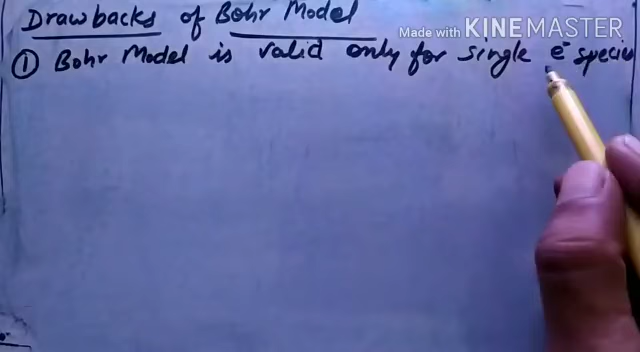 Drawbacks of Bohr Model
Made with KINEMASTER
① Bohr Model is valid only for single e⁻ specie